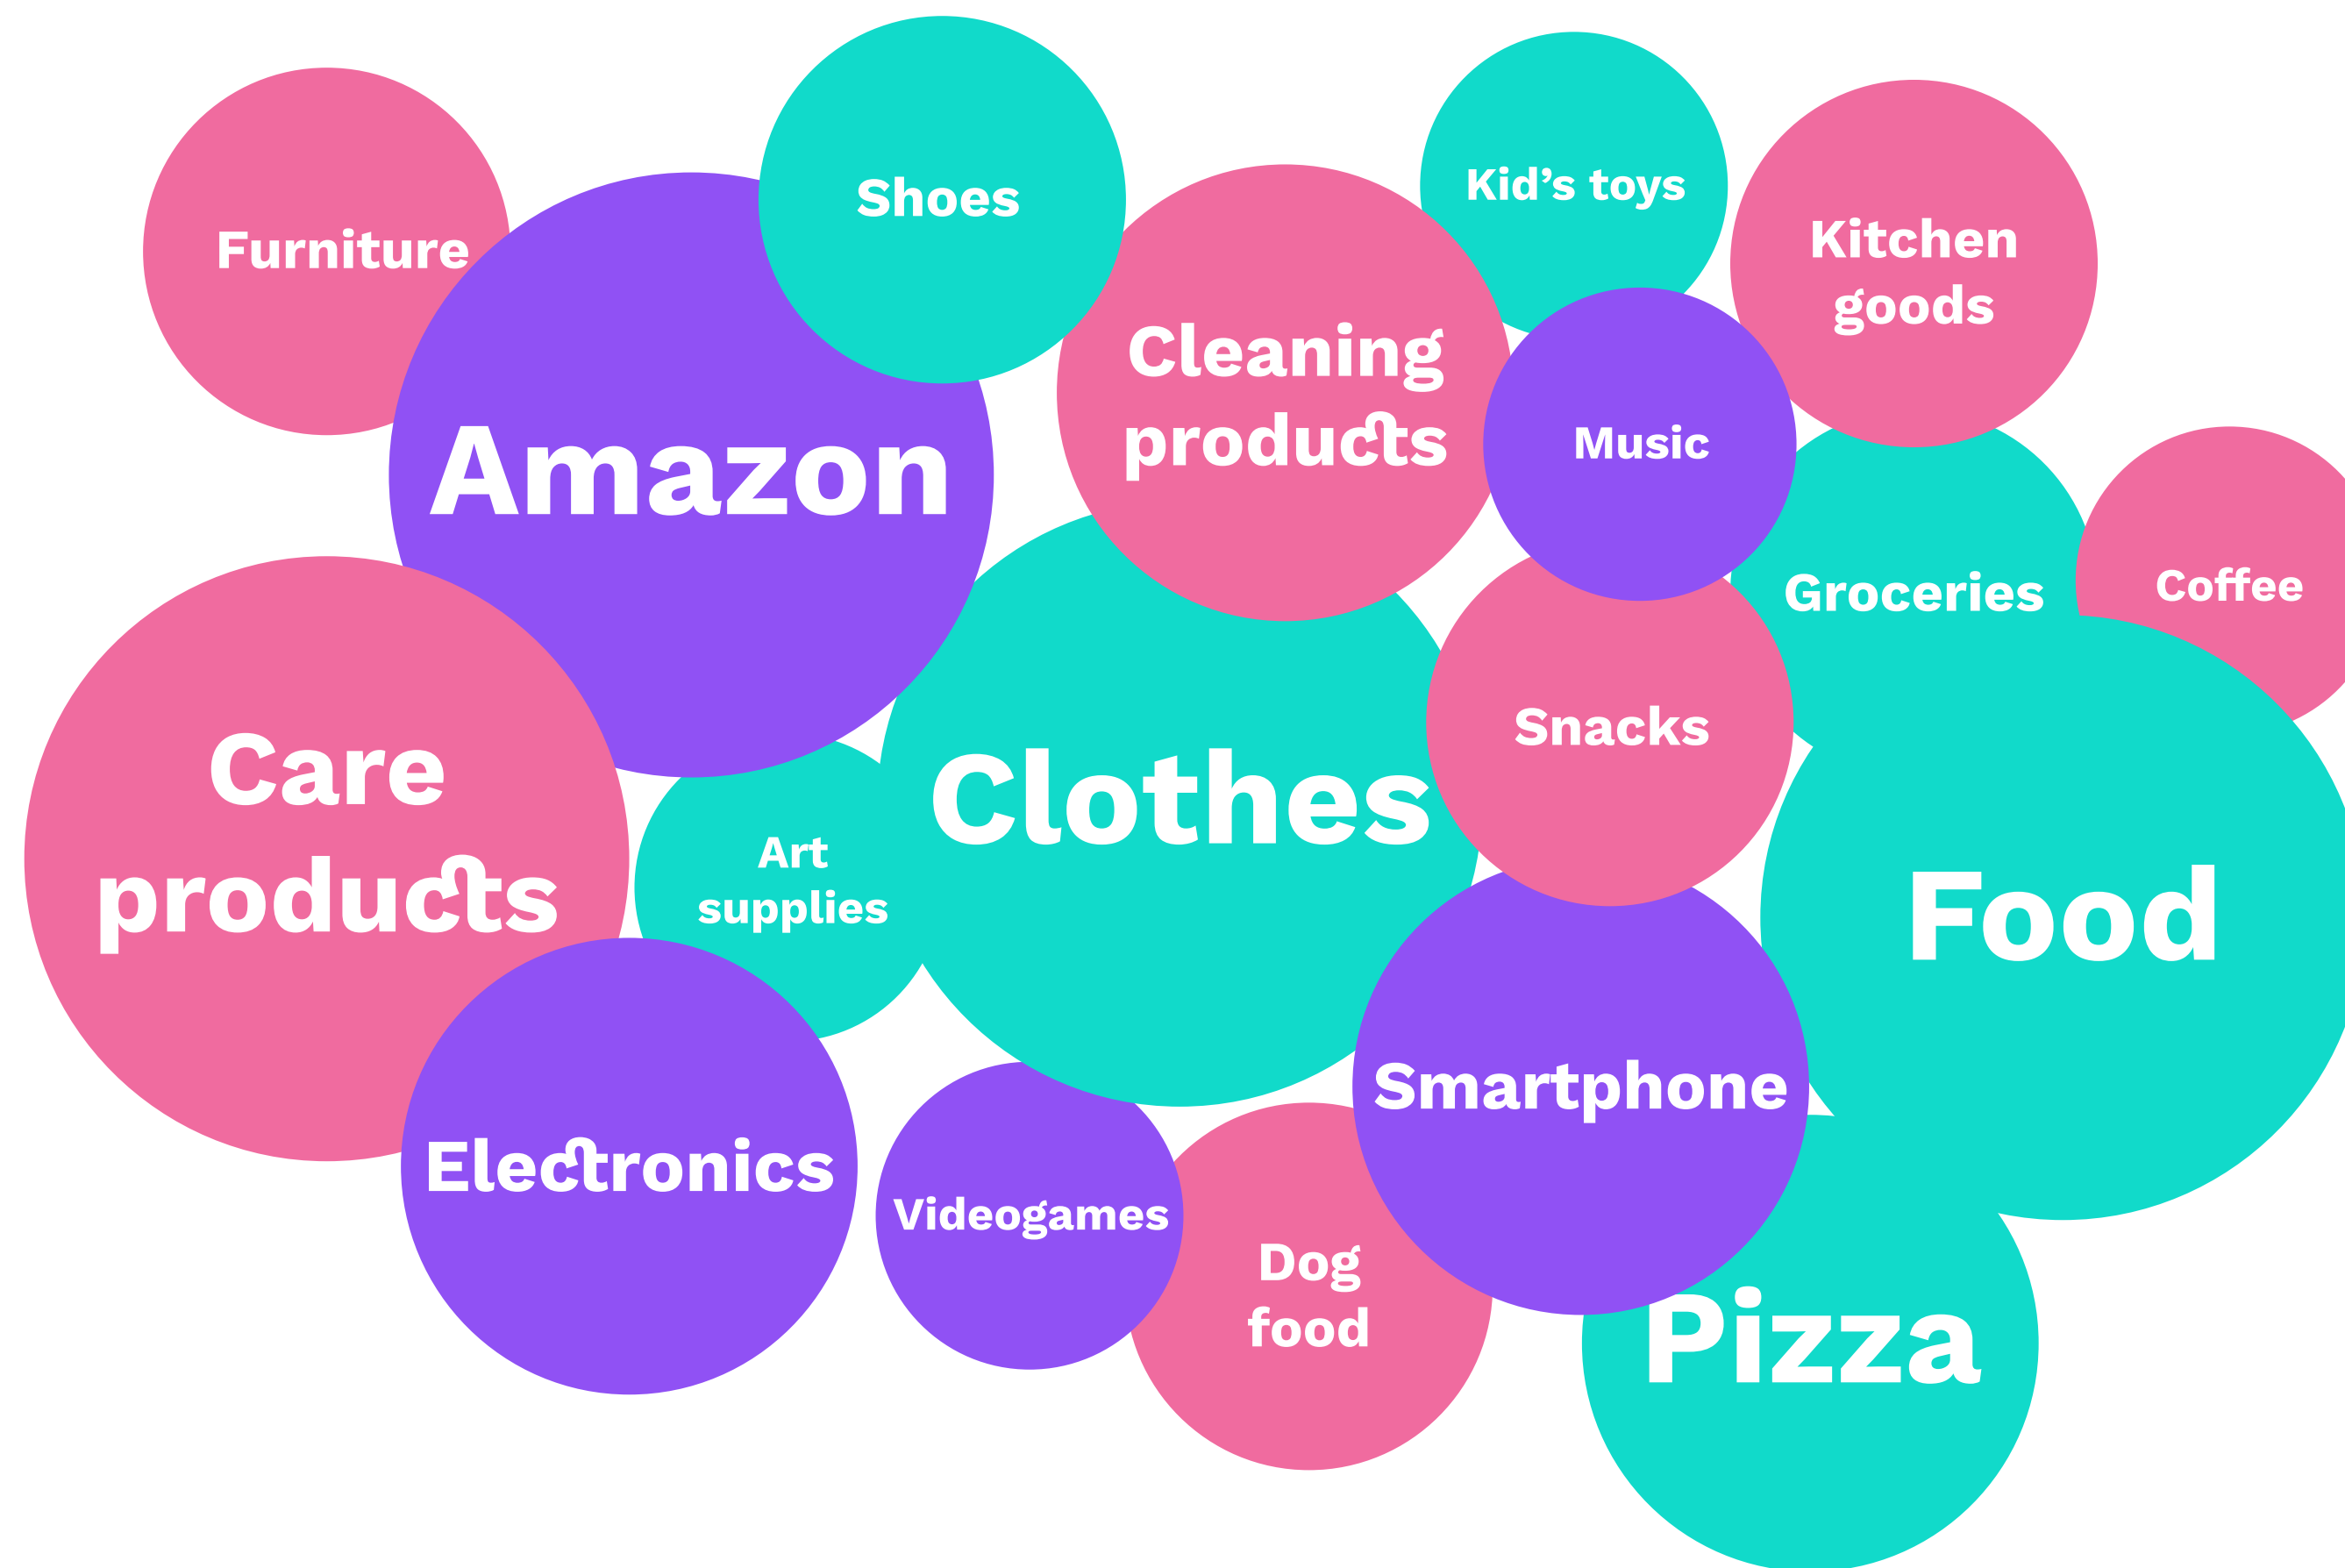 Shoes
Kid's toys
Furniture
Kitchen
goods
Cleaning
products
Music
Amazon
Groceries
Coffee
Snacks
Care
products
Clothes
Art
supplies
Food
Smartphone
Electronics
Videogames
Dog
food
Pizza